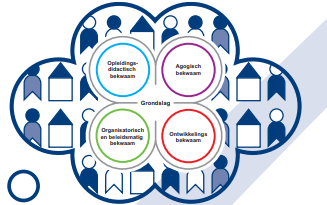 Opleidings-
didactisch
bekwaam
Agogisch
bekwaam
Grondslag
Organisatorisch
en beleidsmatig
bekwaam
Ontwikkelings
bekwaam